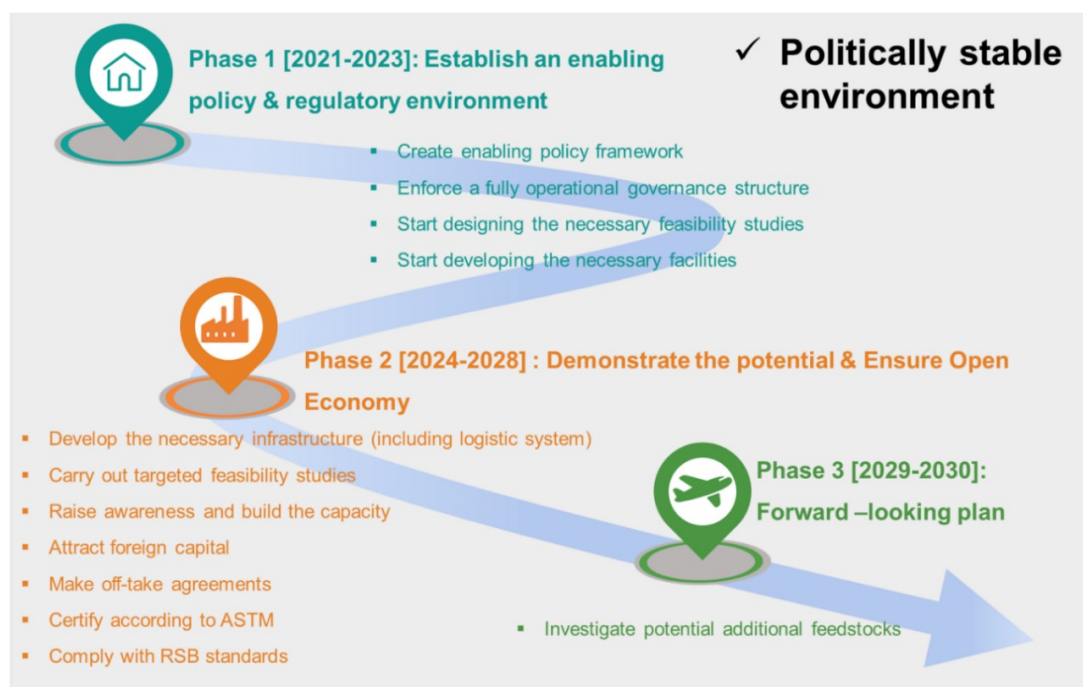 Phase 1 [2021-2023]: Establish an enabling
policy & regulatory environment
✓ Politically stable
environment
▪ Create enabling policy framework
▪ Enforce a fully operational governance structure
▪ Start designing the necessary feasibility studies
▪ Start developing the necessary facilities
Phase 2 [2024-2028] : Demonstrate the potential & Ensure Open
Economy
▪ Develop the necessary infrastructure (including logistic system)
▪ Carry out targeted feasibility studies
▪ Raise awareness and build the capacity
▪ Attract foreign capital
▪ Make off-take agreements
▪ Certify according to ASTM
▪ Comply with RSB standards
Phase 3 [2029-2030]:
Forward –looking plan
▪ Investigate potential additional feedstocks